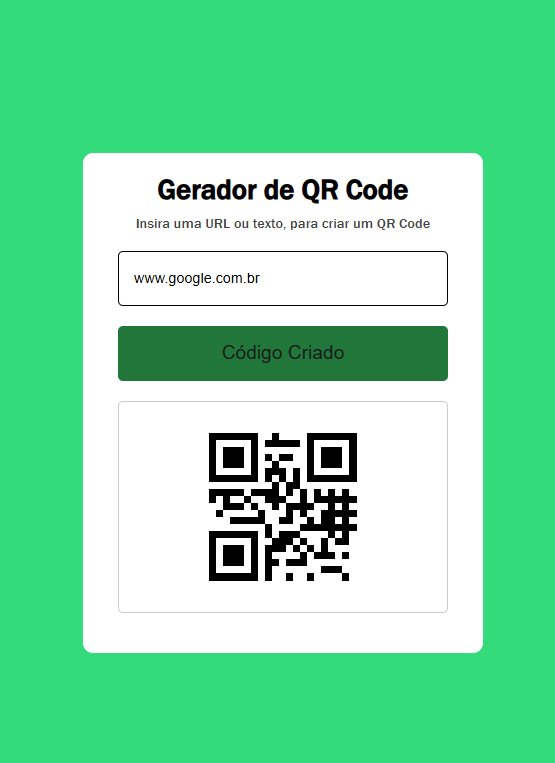 Gerador de QR Code
Insira uma URL ou texto, para criar um QR Code
www.google.com.br
Código Criado